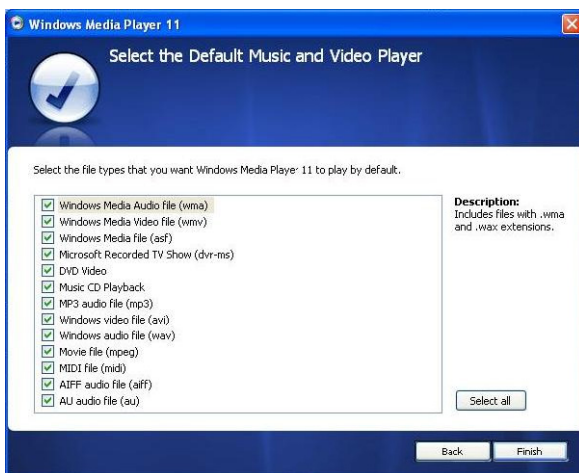 Windows Media Player 11
Select the Default Music and Video Player
Select the file types that you want Windows Media Player 11 to play by default.
Windows Media Audio file (wma)
Windows Media Video file (wmv)
Windows Media file (asf)
Microsoft Recorded TV Show (dvr-ms)
DVD Video
Music CD Playback
MP3 audio file (mp3)
Windows video file (avi)
Windows audio file (wav)
Movie file (mpeg)
MIDI file (midi)
AIFF audio file (aiff)
AU audio file (au)
Description:
Includes files with .wma
and .wax extensions.
Select all
Back
Finish